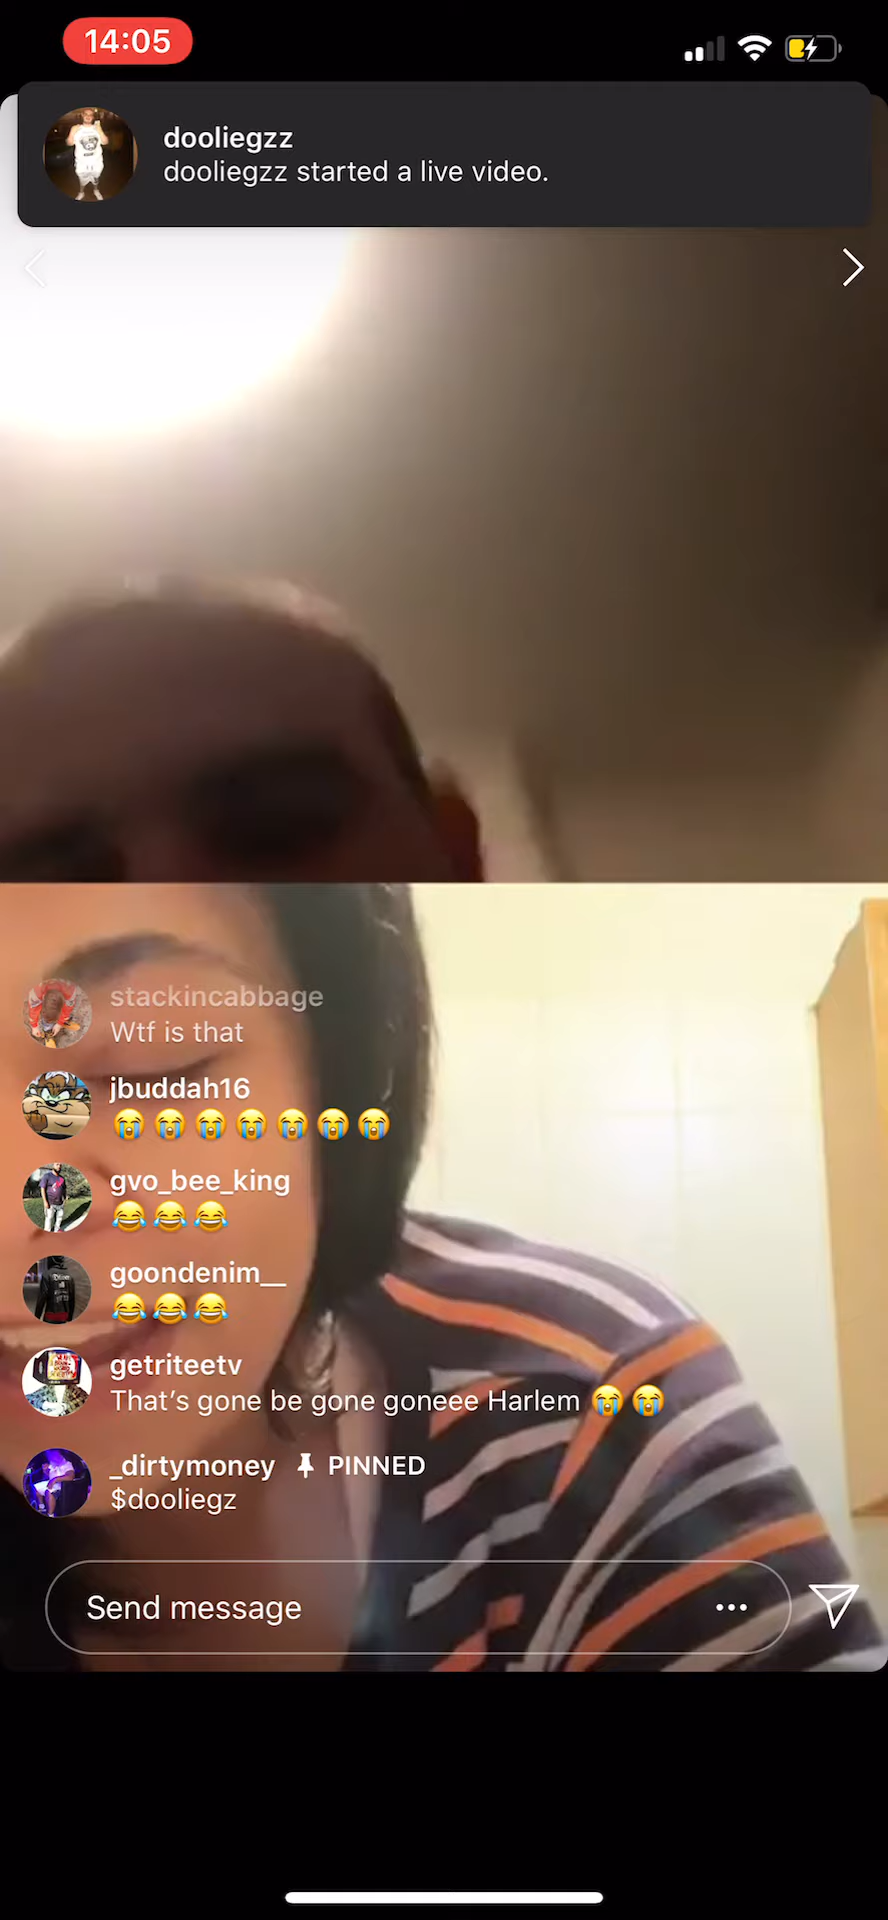 14:05
dooliegzz
dooliegzz started a live video.
stackincabbage
Wtf is that
jbuddah16
😭😭😭😭😭😭😭
gvo_bee_king
😂😂😂
goondenim__
😂😂😂
getriteetv
That's gone be gone goneee Harlem 😭😭
_dirtymoney PINNED
$dooliegz
Send message